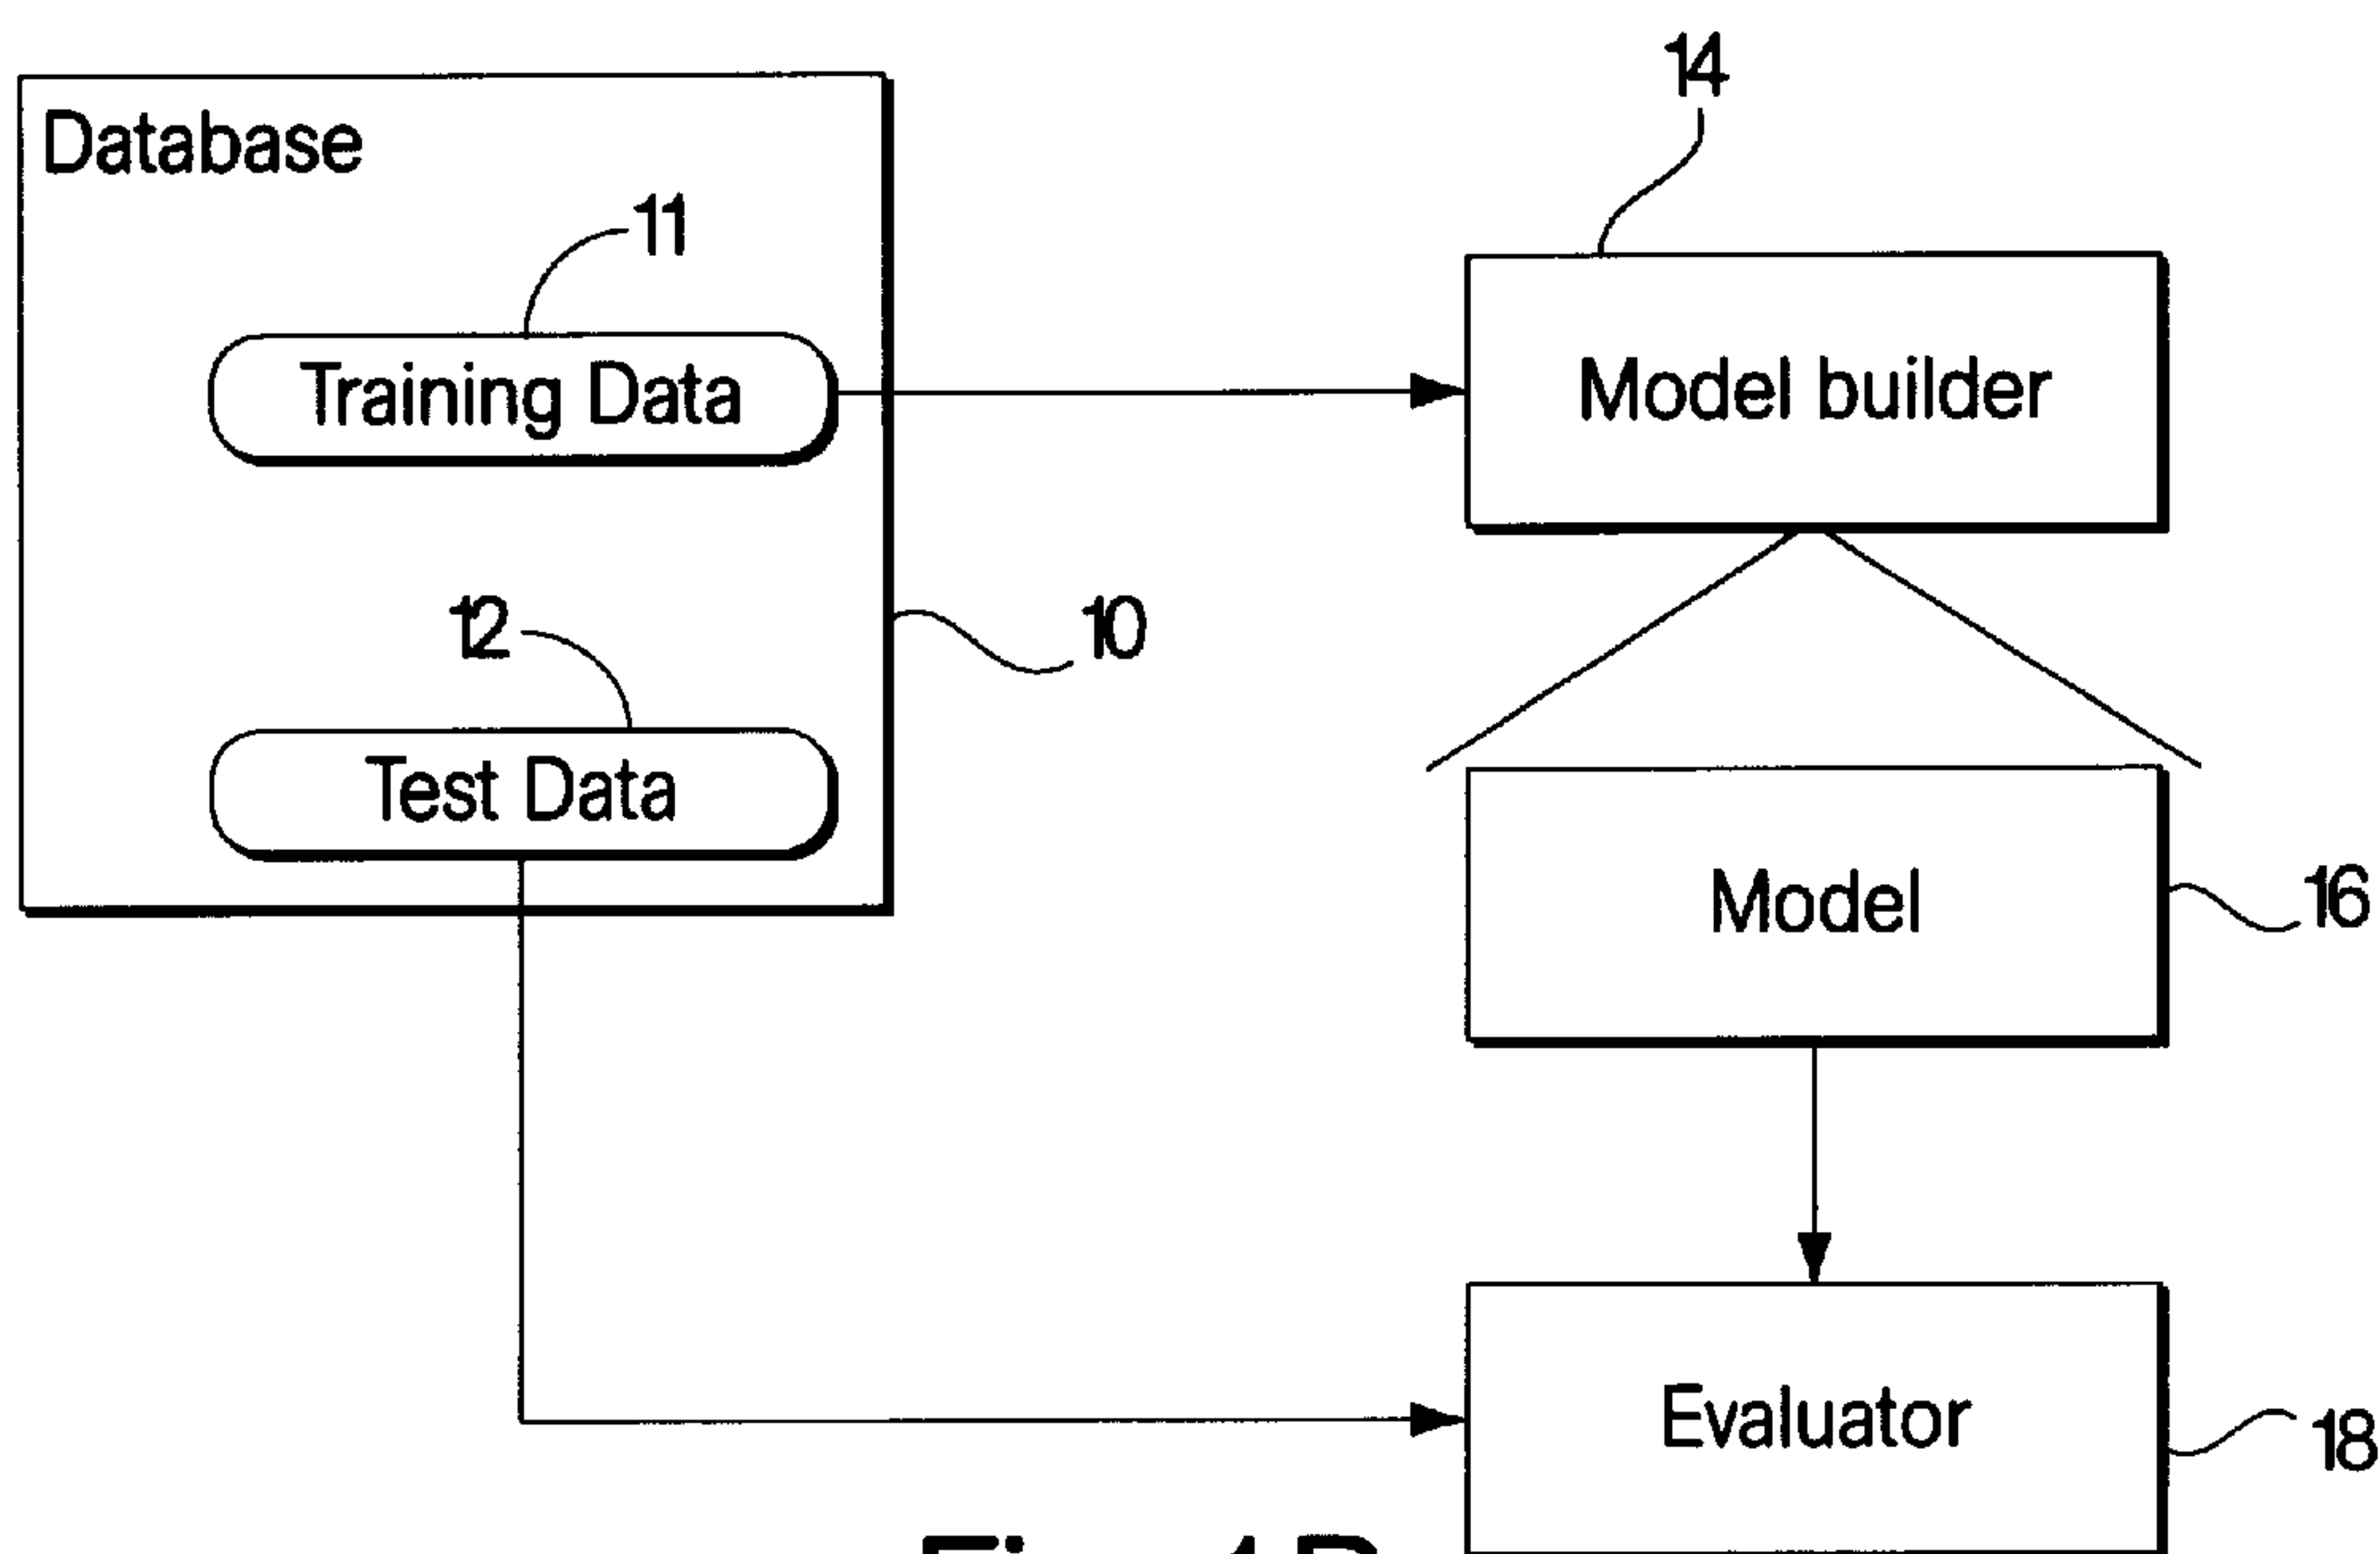 14
Database
11
Training Data
Model builder
12
10
Test Data
Model
16
Evaluator
18